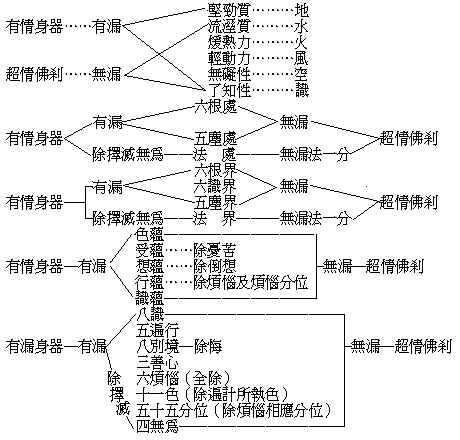 堅勁質………地
有情身器……有漏 流溼質………水
煖熱力………火
超情佛刹……無漏 輕動力………風
無礙性………空
了知性………識
六根處
有漏 無漏
有情身器 五塵處 超情佛刹
除擇滅無爲——法 處————無漏法一分
六根界
有漏 六識界 無漏
有情身器 五塵界 超情佛刹
除擇滅無爲——法 界————無漏法一分
色蘊
受蘊……除憂苦
有情身器—有漏 想蘊……除倒想 無漏—超情佛刹
行蘊……除煩惱及煩惱分位
識蘊
八識
五遍行
有漏身器—有漏 八別境—除悔 無漏—超情佛刹
三善心
除 六煩惱（全除）
擇 十一色（除遍計所執色）
滅 五十五分位（除煩惱相應分位）
四無爲